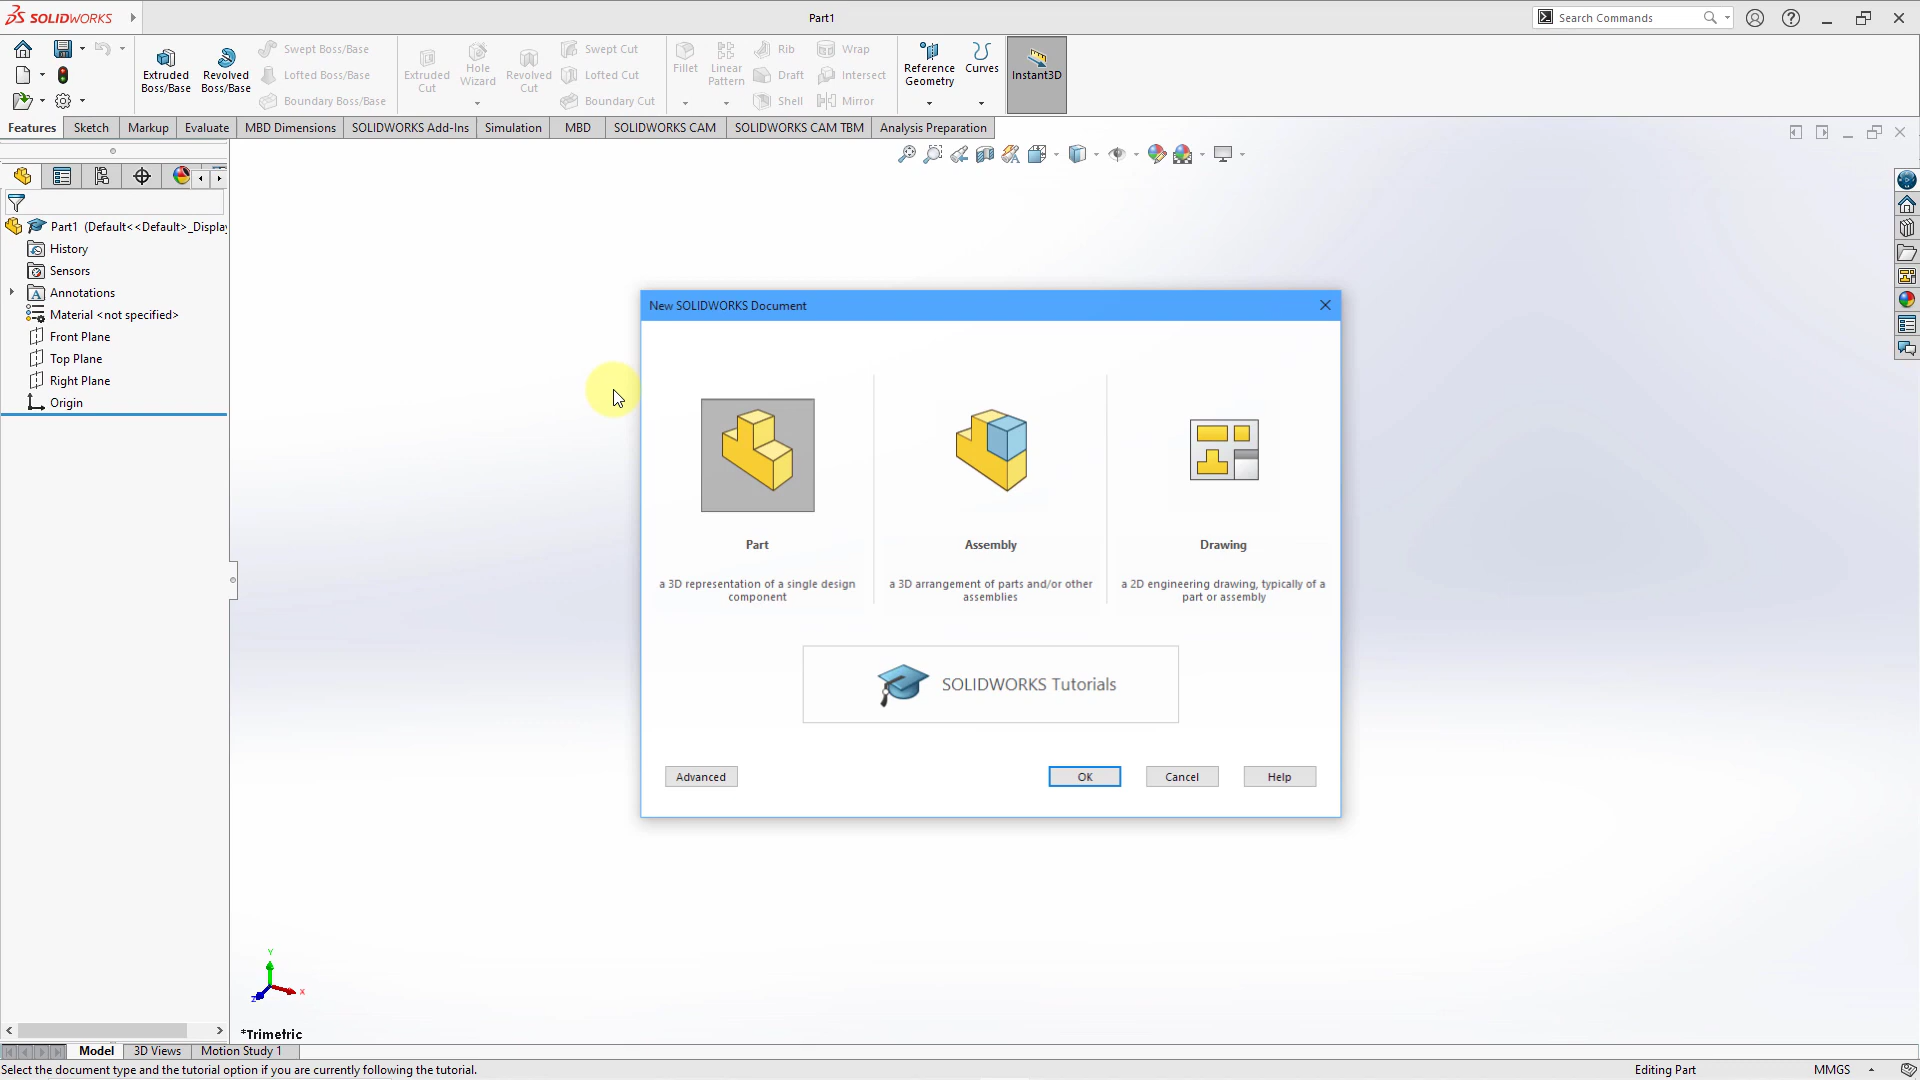 SOLIDWORKS
Part1
Search Commands
Extruded
Boss/Base
Revolved
Boss/Base
Swept Boss/Base
Lofted Boss/Base
Boundary Boss/Base
Extruded
Cut
Hole
Wizard
Revolved
Cut
Swept Cut
Lofted Cut
Boundary Cut
Fillet
Linear
Pattern
Rib
Draft
Shell
Wrap
Intersect
Mirror
Reference
Geometry
Curves
Instant3D
Features
Sketch
Markup
Evaluate
MBD Dimensions
SOLIDWORKS Add-Ins
Simulation
MBD
SOLIDWORKS CAM
SOLIDWORKS CAM TBM
Analysis Preparation
Part1 (Default<<Default>_Displa
History
Sensors
Annotations
Material <not specified>
Front Plane
Top Plane
Right Plane
Origin
New SOLIDWORKS Document
Part
a 3D representation of a single design
component
Assembly
a 3D arrangement of parts and/or other
assemblies
Drawing
a 2D engineering drawing, typically of a
part or assembly
SOLIDWORKS Tutorials
Advanced
OK
Cancel
Help
Y
X
Z
*Trimetric
Model
3D Views
Motion Study 1
Select the document type and the tutorial option if you are currently following the tutorial.
Editing Part
MMGS